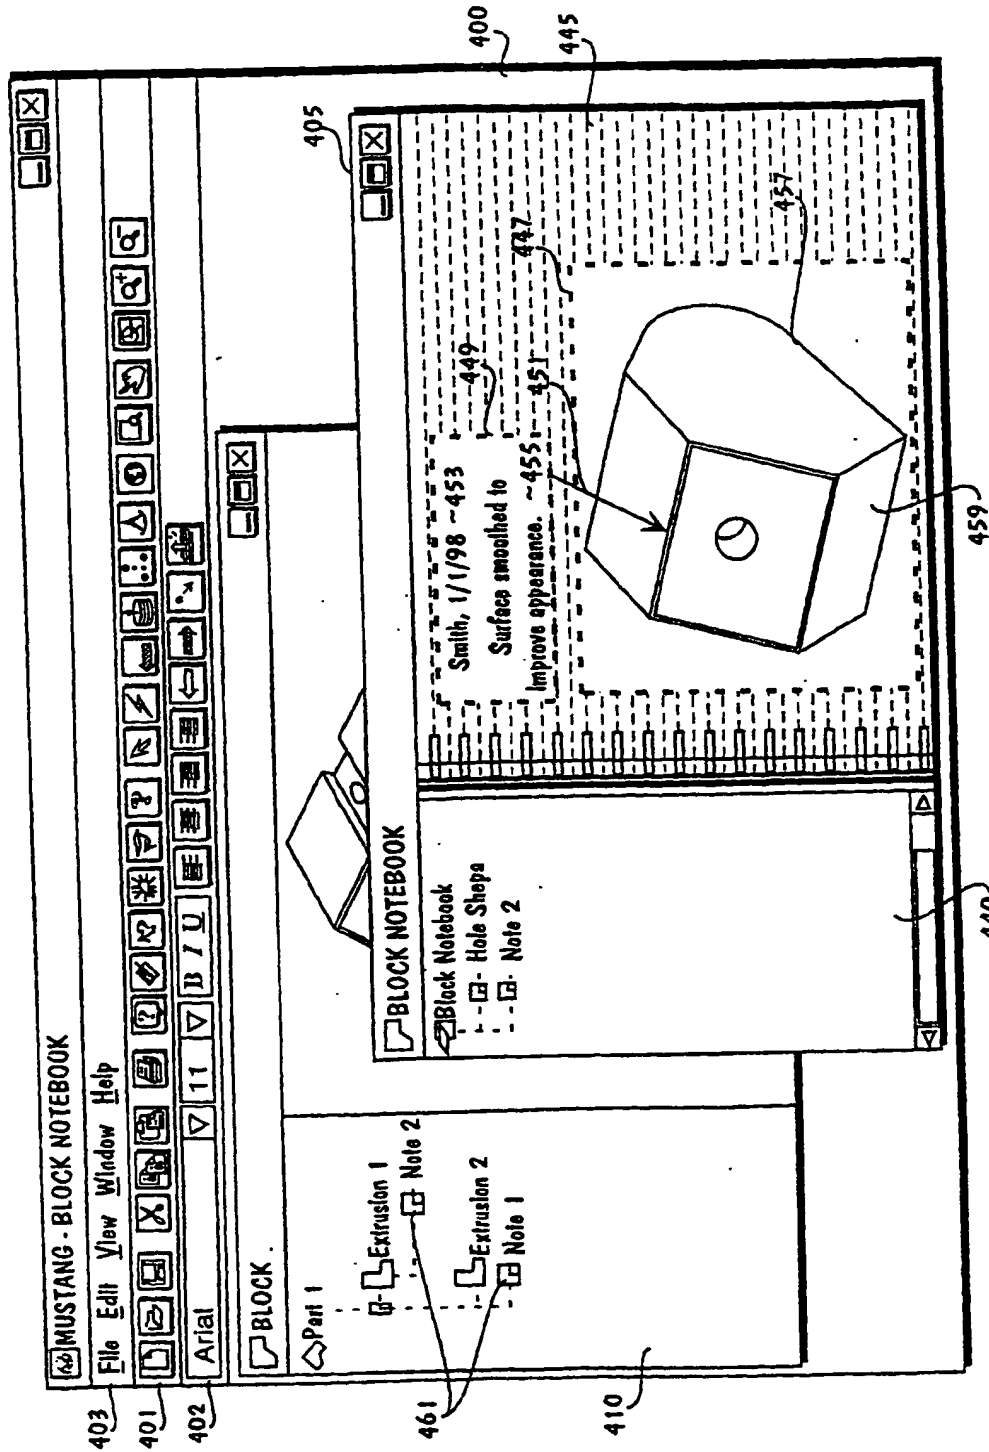 MUSTANG - BLOCK NOTEBOOK
File Edit View Window Help
Arial 11 B I U
BLOCK
Part 1
Extrusion 1
Note 2
Extrusion 2
Note 1
BLOCK NOTEBOOK
Block Notebook
Hole Shepa
Note 2
Smith, 1/1/98 ~453
Surface smoothed to
Improve appearance. ~455
403
401
402
461
410
440
459
457
447
449
451
405
400
445